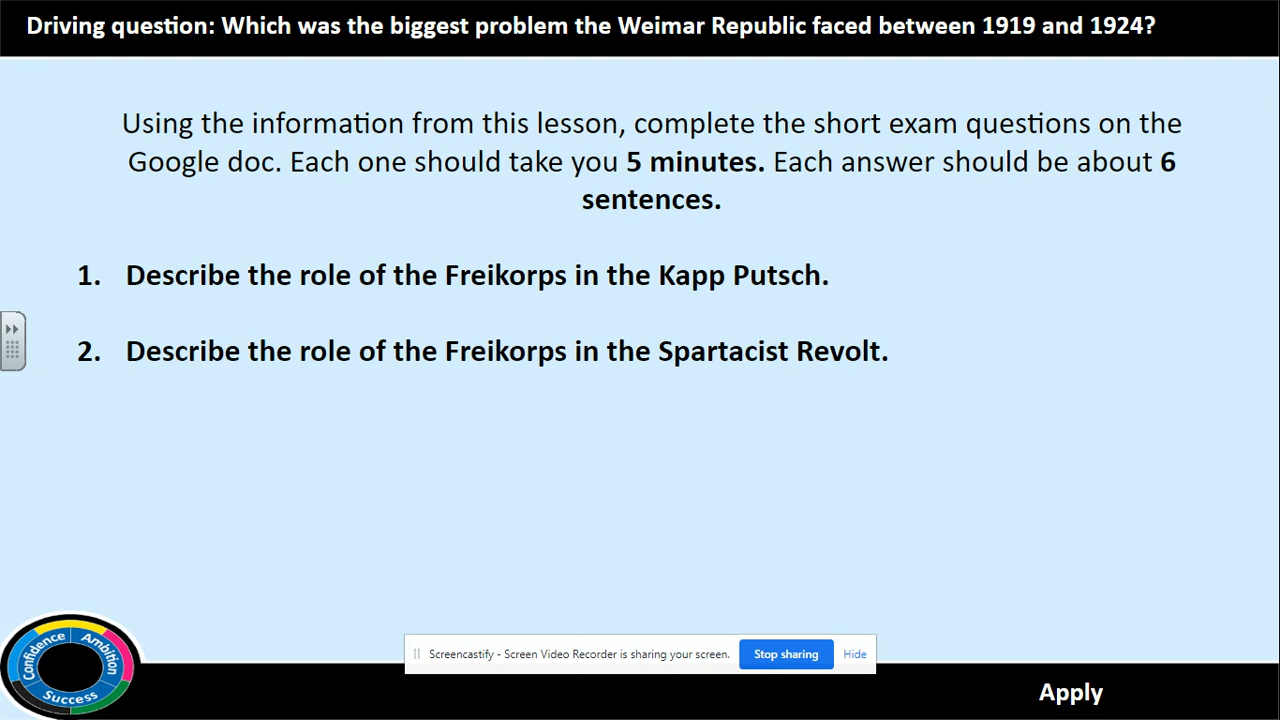 Driving question: Which was the biggest problem the Weimar Republic faced between 1919 and 1924?
Using the information from this lesson, complete the short exam questions on the
Google doc. Each one should take you 5 minutes. Each answer should be about 6
sentences.
1. Describe the role of the Freikorps in the Kapp Putsch.
2. Describe the role of the Freikorps in the Spartacist Revolt.
Confidence
Ambition
Success
Screencastify - Screen Video Recorder is sharing your screen.
Stop sharing
Hide
Apply